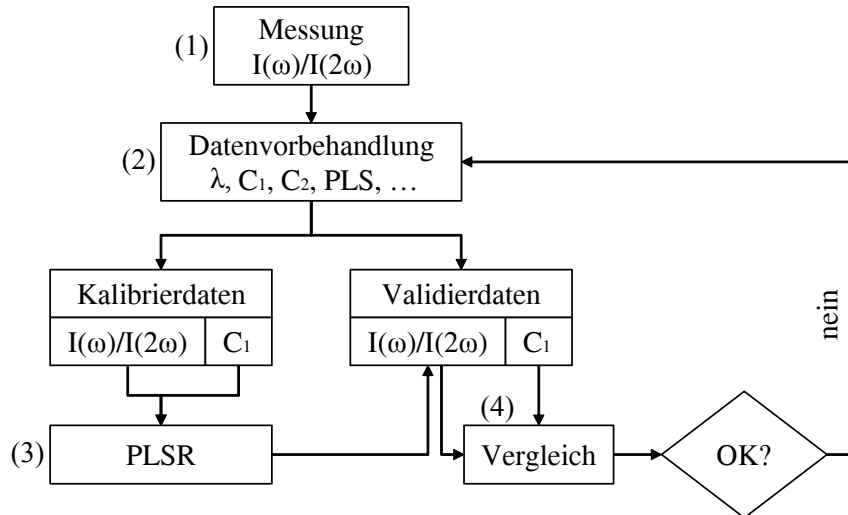 (1)
Messung
I(ω)/I(2ω)
(2)
Datenvorbehandlung
λ, C₁, C₂, PLS, …
Kalibrierdaten
I(ω)/I(2ω)
C₁
Validierdaten
I(ω)/I(2ω)
C₁
nein
(3)
PLSR
(4)
Vergleich
OK?